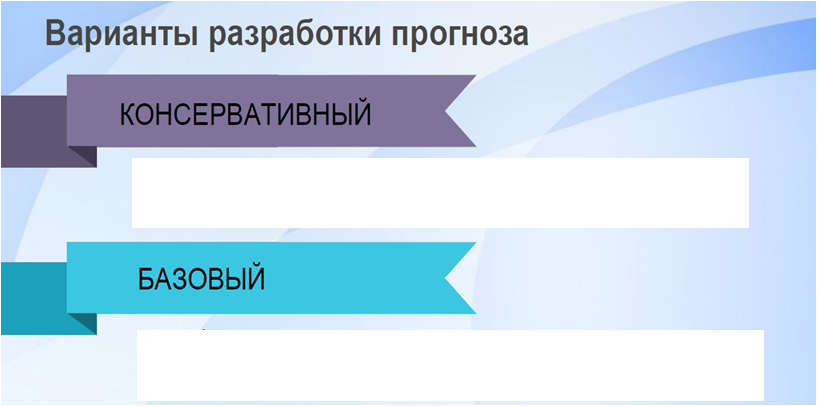 Варианты разработки прогноза
КОНСЕРВАТИВНЫЙ
БАЗОВЫЙ